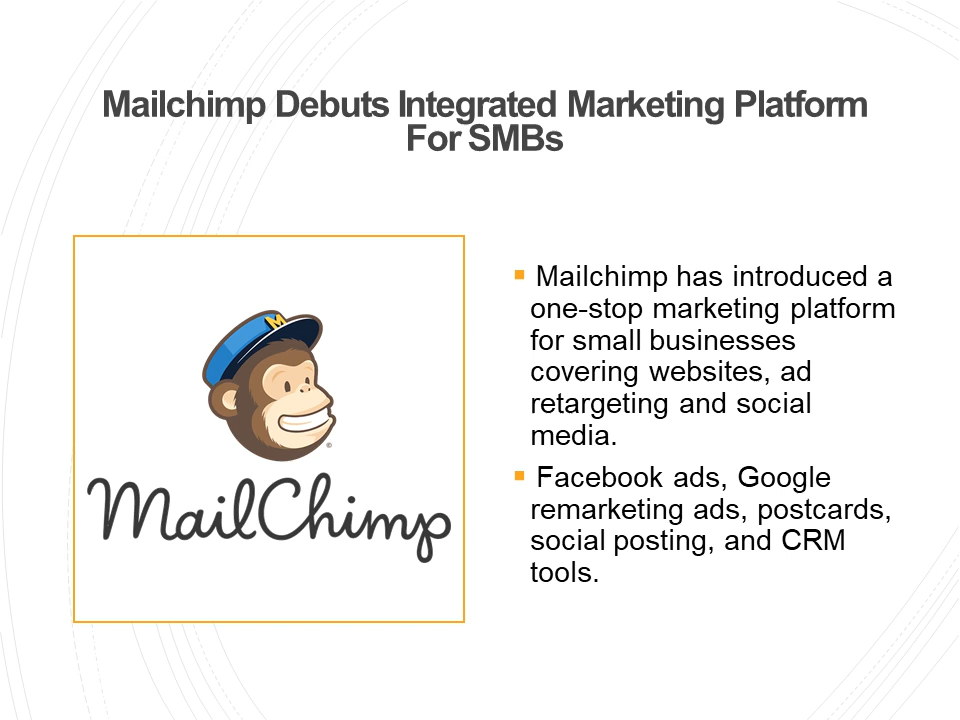 Mailchimp Debuts Integrated Marketing Platform
For SMBs
M
©
MailChimp
Mailchimp has introduced a
one-stop marketing platform
for small businesses
covering websites, ad
retargeting and social
media.
Facebook ads, Google
remarketing ads, postcards,
social posting, and CRM
tools.